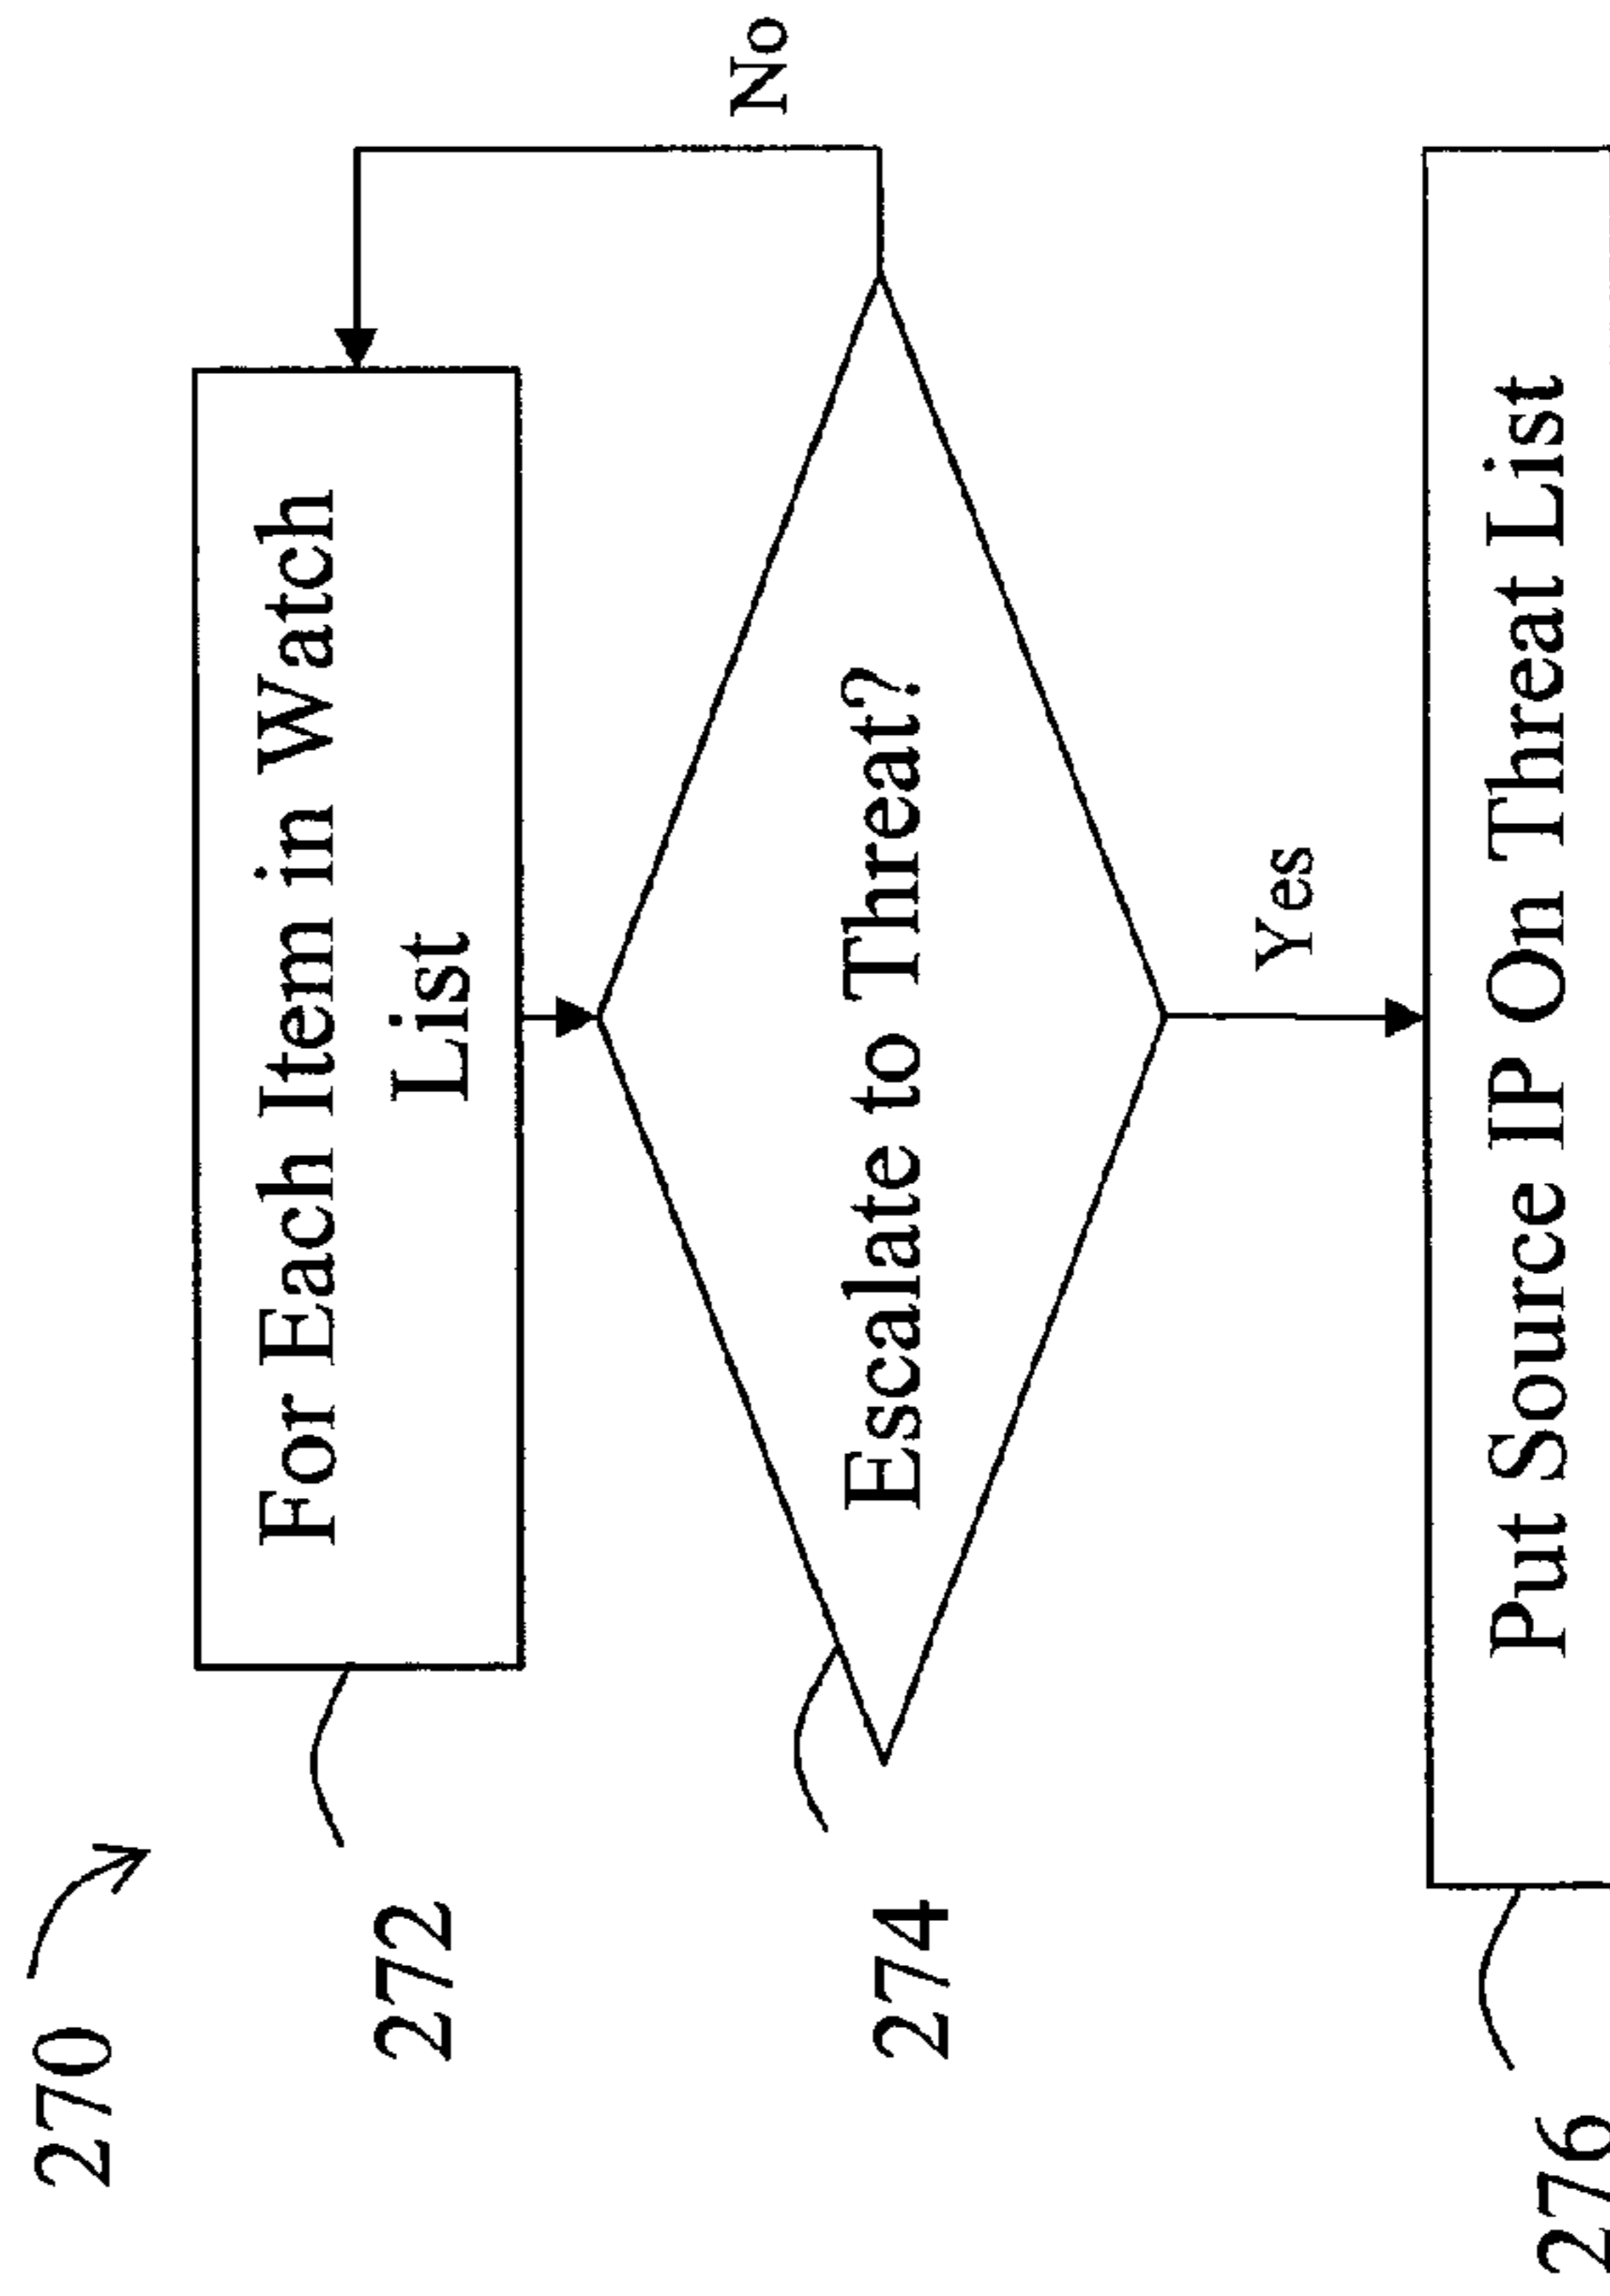 270
272
For Each Item in Watch
List
No
274
Escalate to Threat?
Yes
276
Put Source IP On Threat List